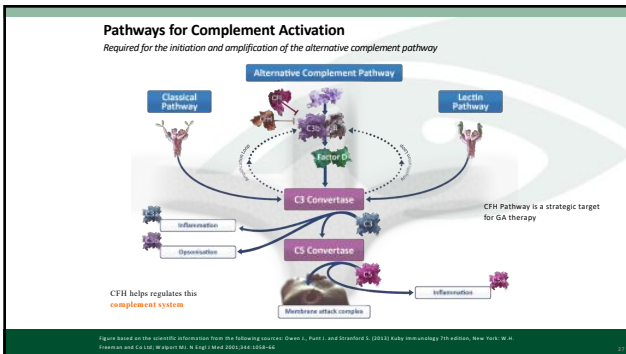 Pathways for Complement Activation
Required for the initiation and amplification of the alternative complement pathway
Alternative Complement Pathway
Classical
Pathway
Lectin
Pathway
CFI
C3b
Factor D
C3 Convertase
CFH Pathway is a strategic target
for GA therapy
Inflammation
Opsonisation
C5 Convertase
CFH helps regulates this
complement system
Inflammation
Membrane attack complex
Figure based on the scientific information from the following sources: Owen J., Punt J. and Stranford S. (2013) Kuby Immunology 7th edition, New York: W.H.
Freeman and Co Ltd; Walport MJ. N Engl J Med 2001;344:1058–66
27